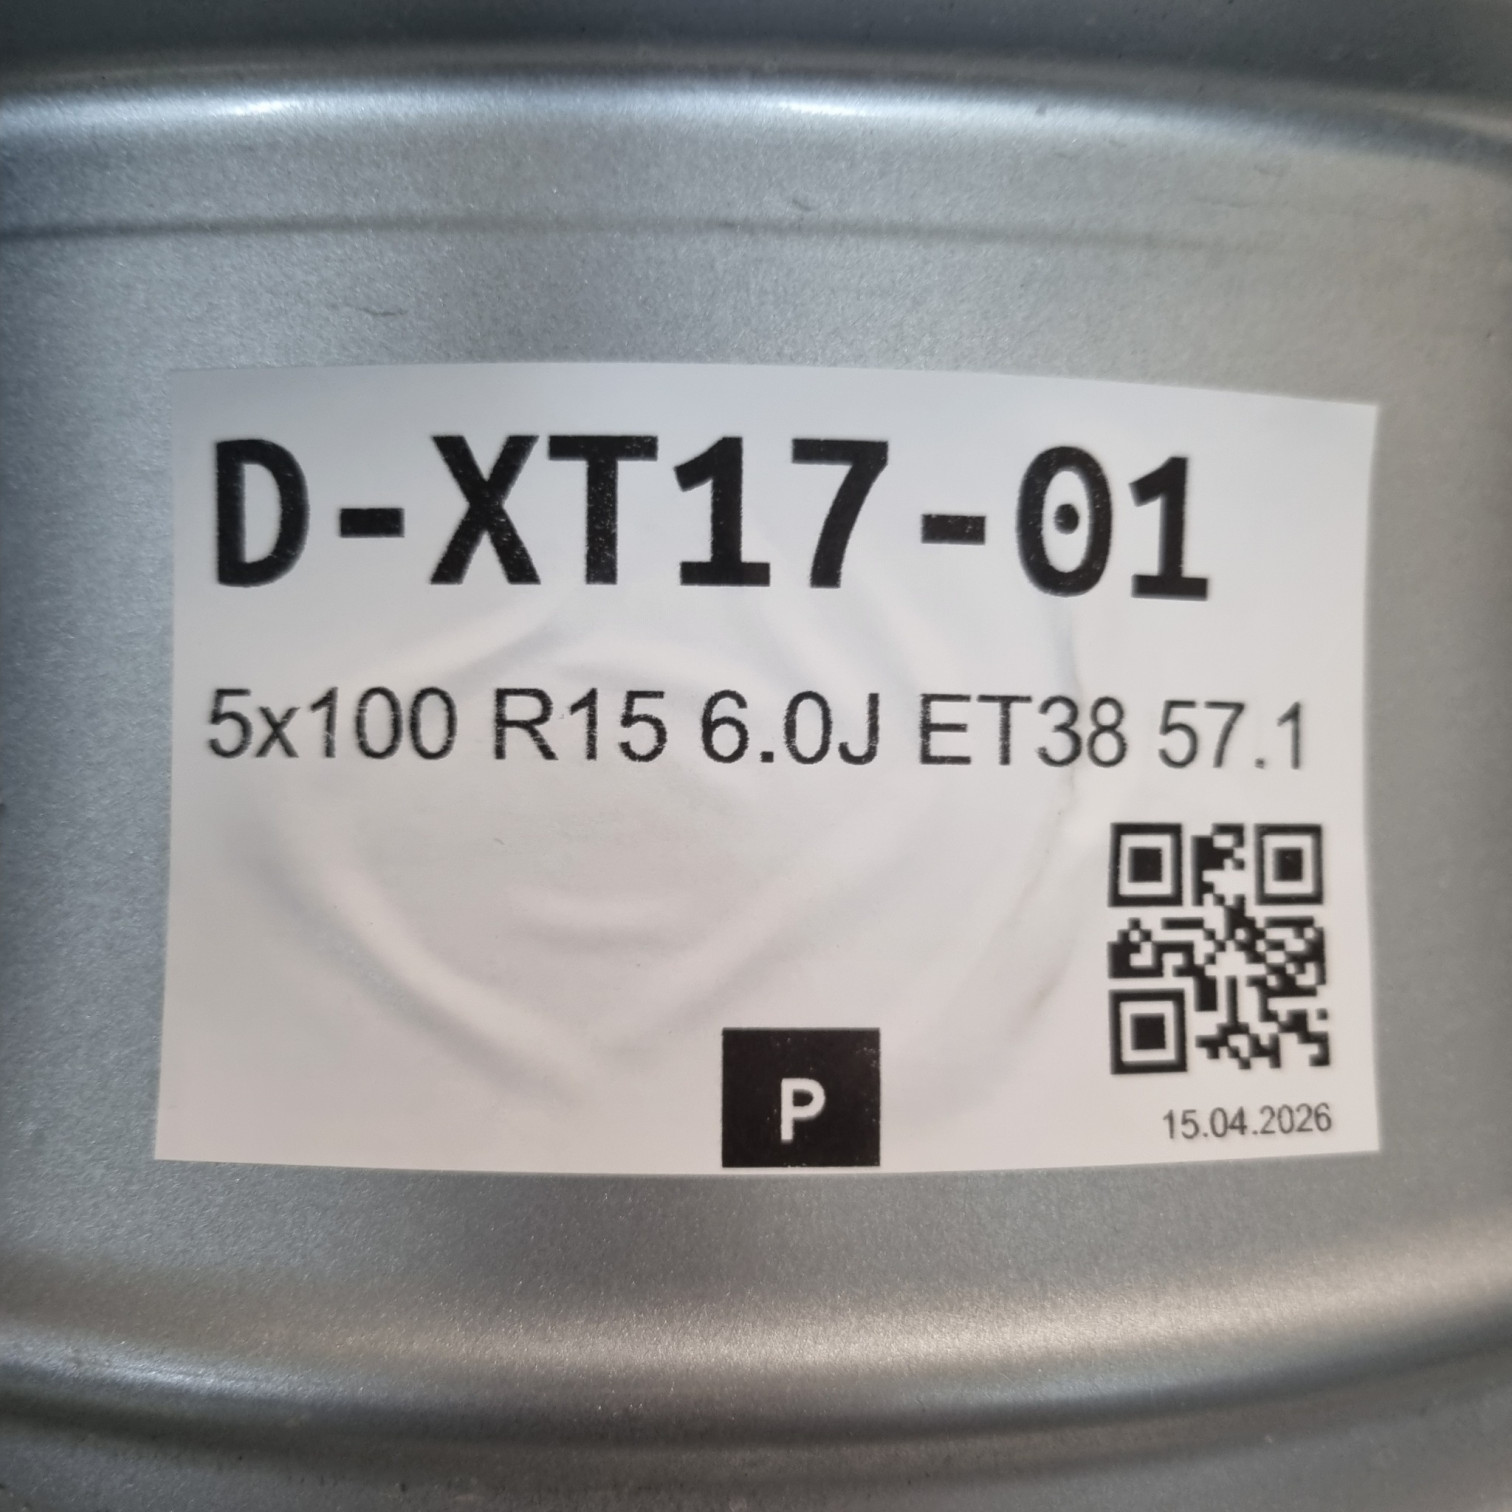 D-XT17-01
5x100 R15 6.0J ET38 57.1
P
15.04.2026